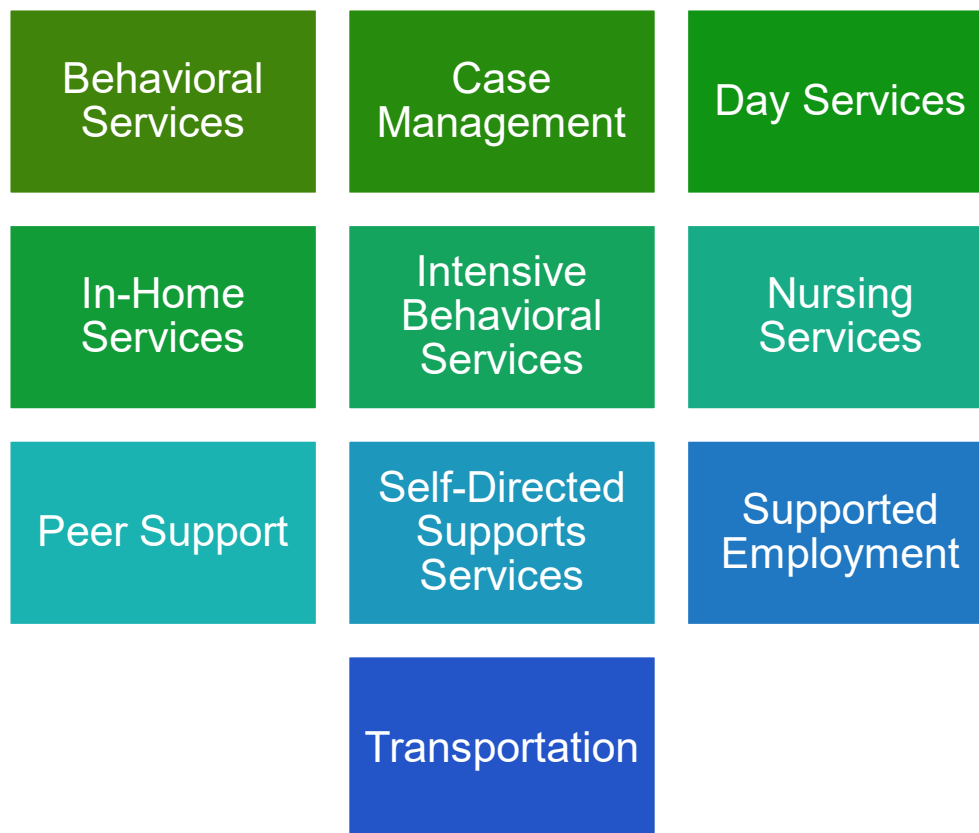 Behavioral
Services
Case
Management
Day Services
In-Home
Services
Intensive
Behavioral
Services
Nursing
Services
Peer Support
Self-Directed
Supports
Services
Supported
Employment
Transportation